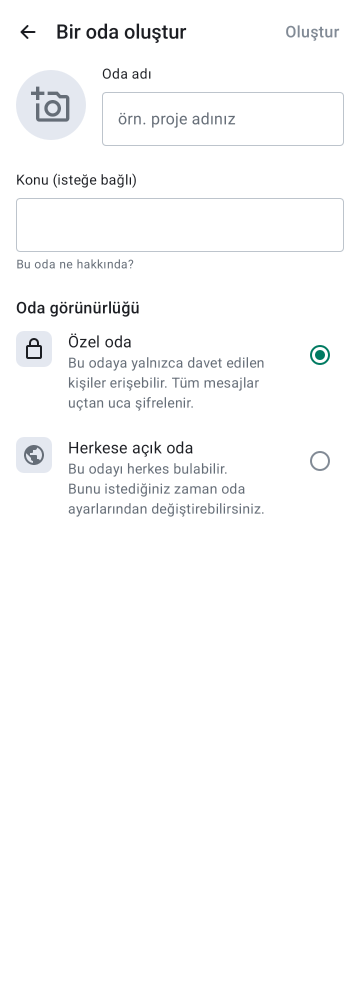 Bir oda oluştur
Oluştur
Oda adı
örn. proje adınız
Konu (isteğe bağlı)
Bu oda ne hakkında?
Oda görünürlüğü
Özel oda
Bu odaya yalnızca davet edilen
kişiler erişebilir. Tüm mesajlar
uçtan uca şifrelenir.
Herkese açık oda
Bu odayı herkes bulabilir.
Bunu istediğiniz zaman oda
ayarlarından değiştirebilirsiniz.